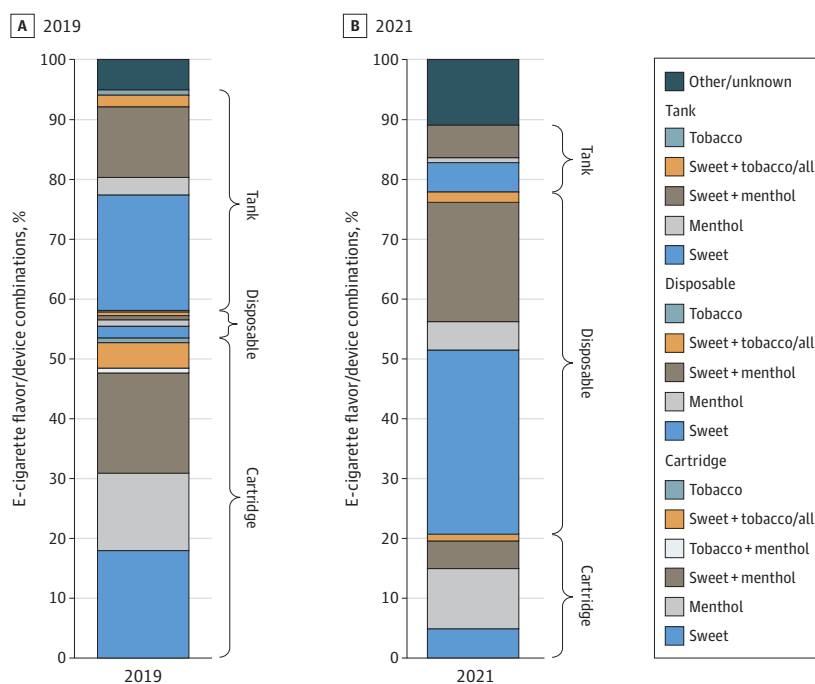 A 2019
B 2021
E-cigarette flavor/device combinations, %
100
90
80
70
60
50
40
30
20
10
0
Tank
Disposable
Cartridge
2019
E-cigarette flavor/device combinations, %
100
90
80
70
60
50
40
30
20
10
0
Tank
Disposable
Cartridge
2021
Other/unknown
Tank
Tobacco
Sweet + tobacco/all
Sweet + menthol
Menthol
Sweet
Disposable
Tobacco
Sweet + tobacco/all
Sweet + menthol
Menthol
Sweet
Cartridge
Tobacco
Sweet + tobacco/all
Tobacco + menthol
Sweet + menthol
Menthol
Sweet